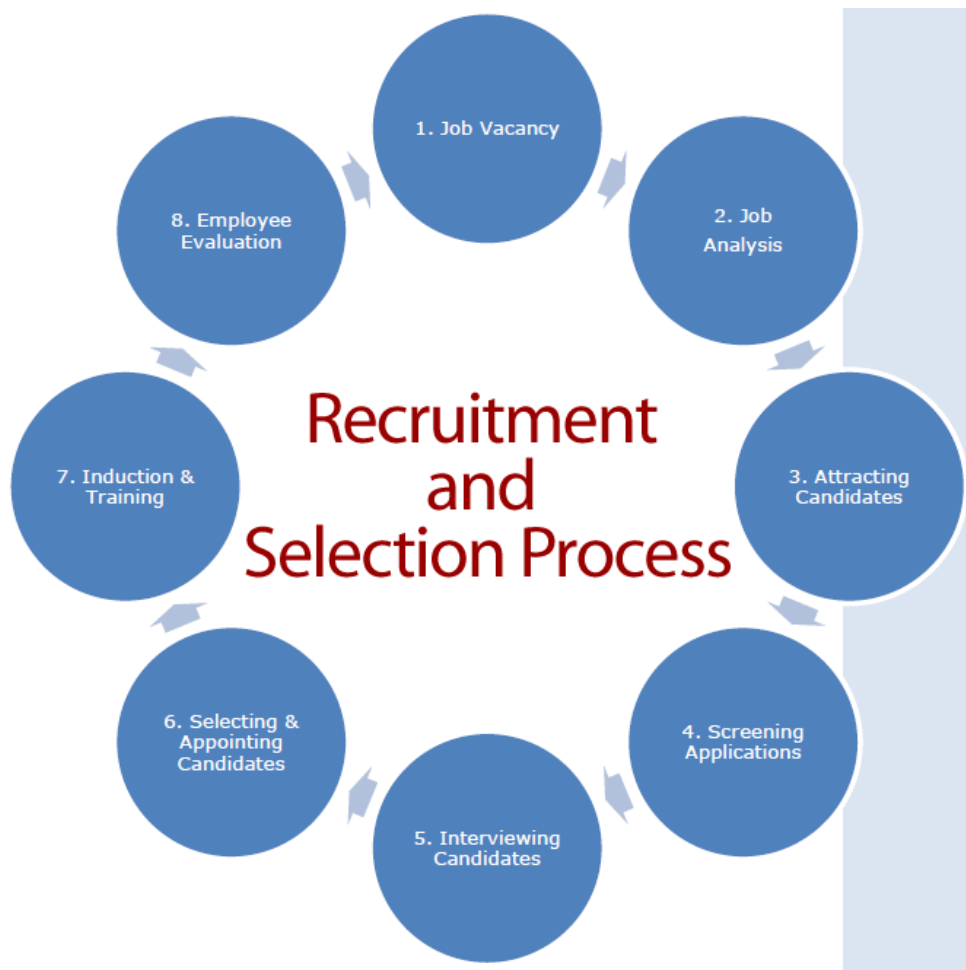 1. Job Vacancy
2. Job
Analysis
3. Attracting
Candidates
4. Screening
Applications
5. Interviewing
Candidates
6. Selecting &
Appointing
Candidates
7. Induction &
Training
8. Employee
Evaluation
Recruitment
and
Selection Process